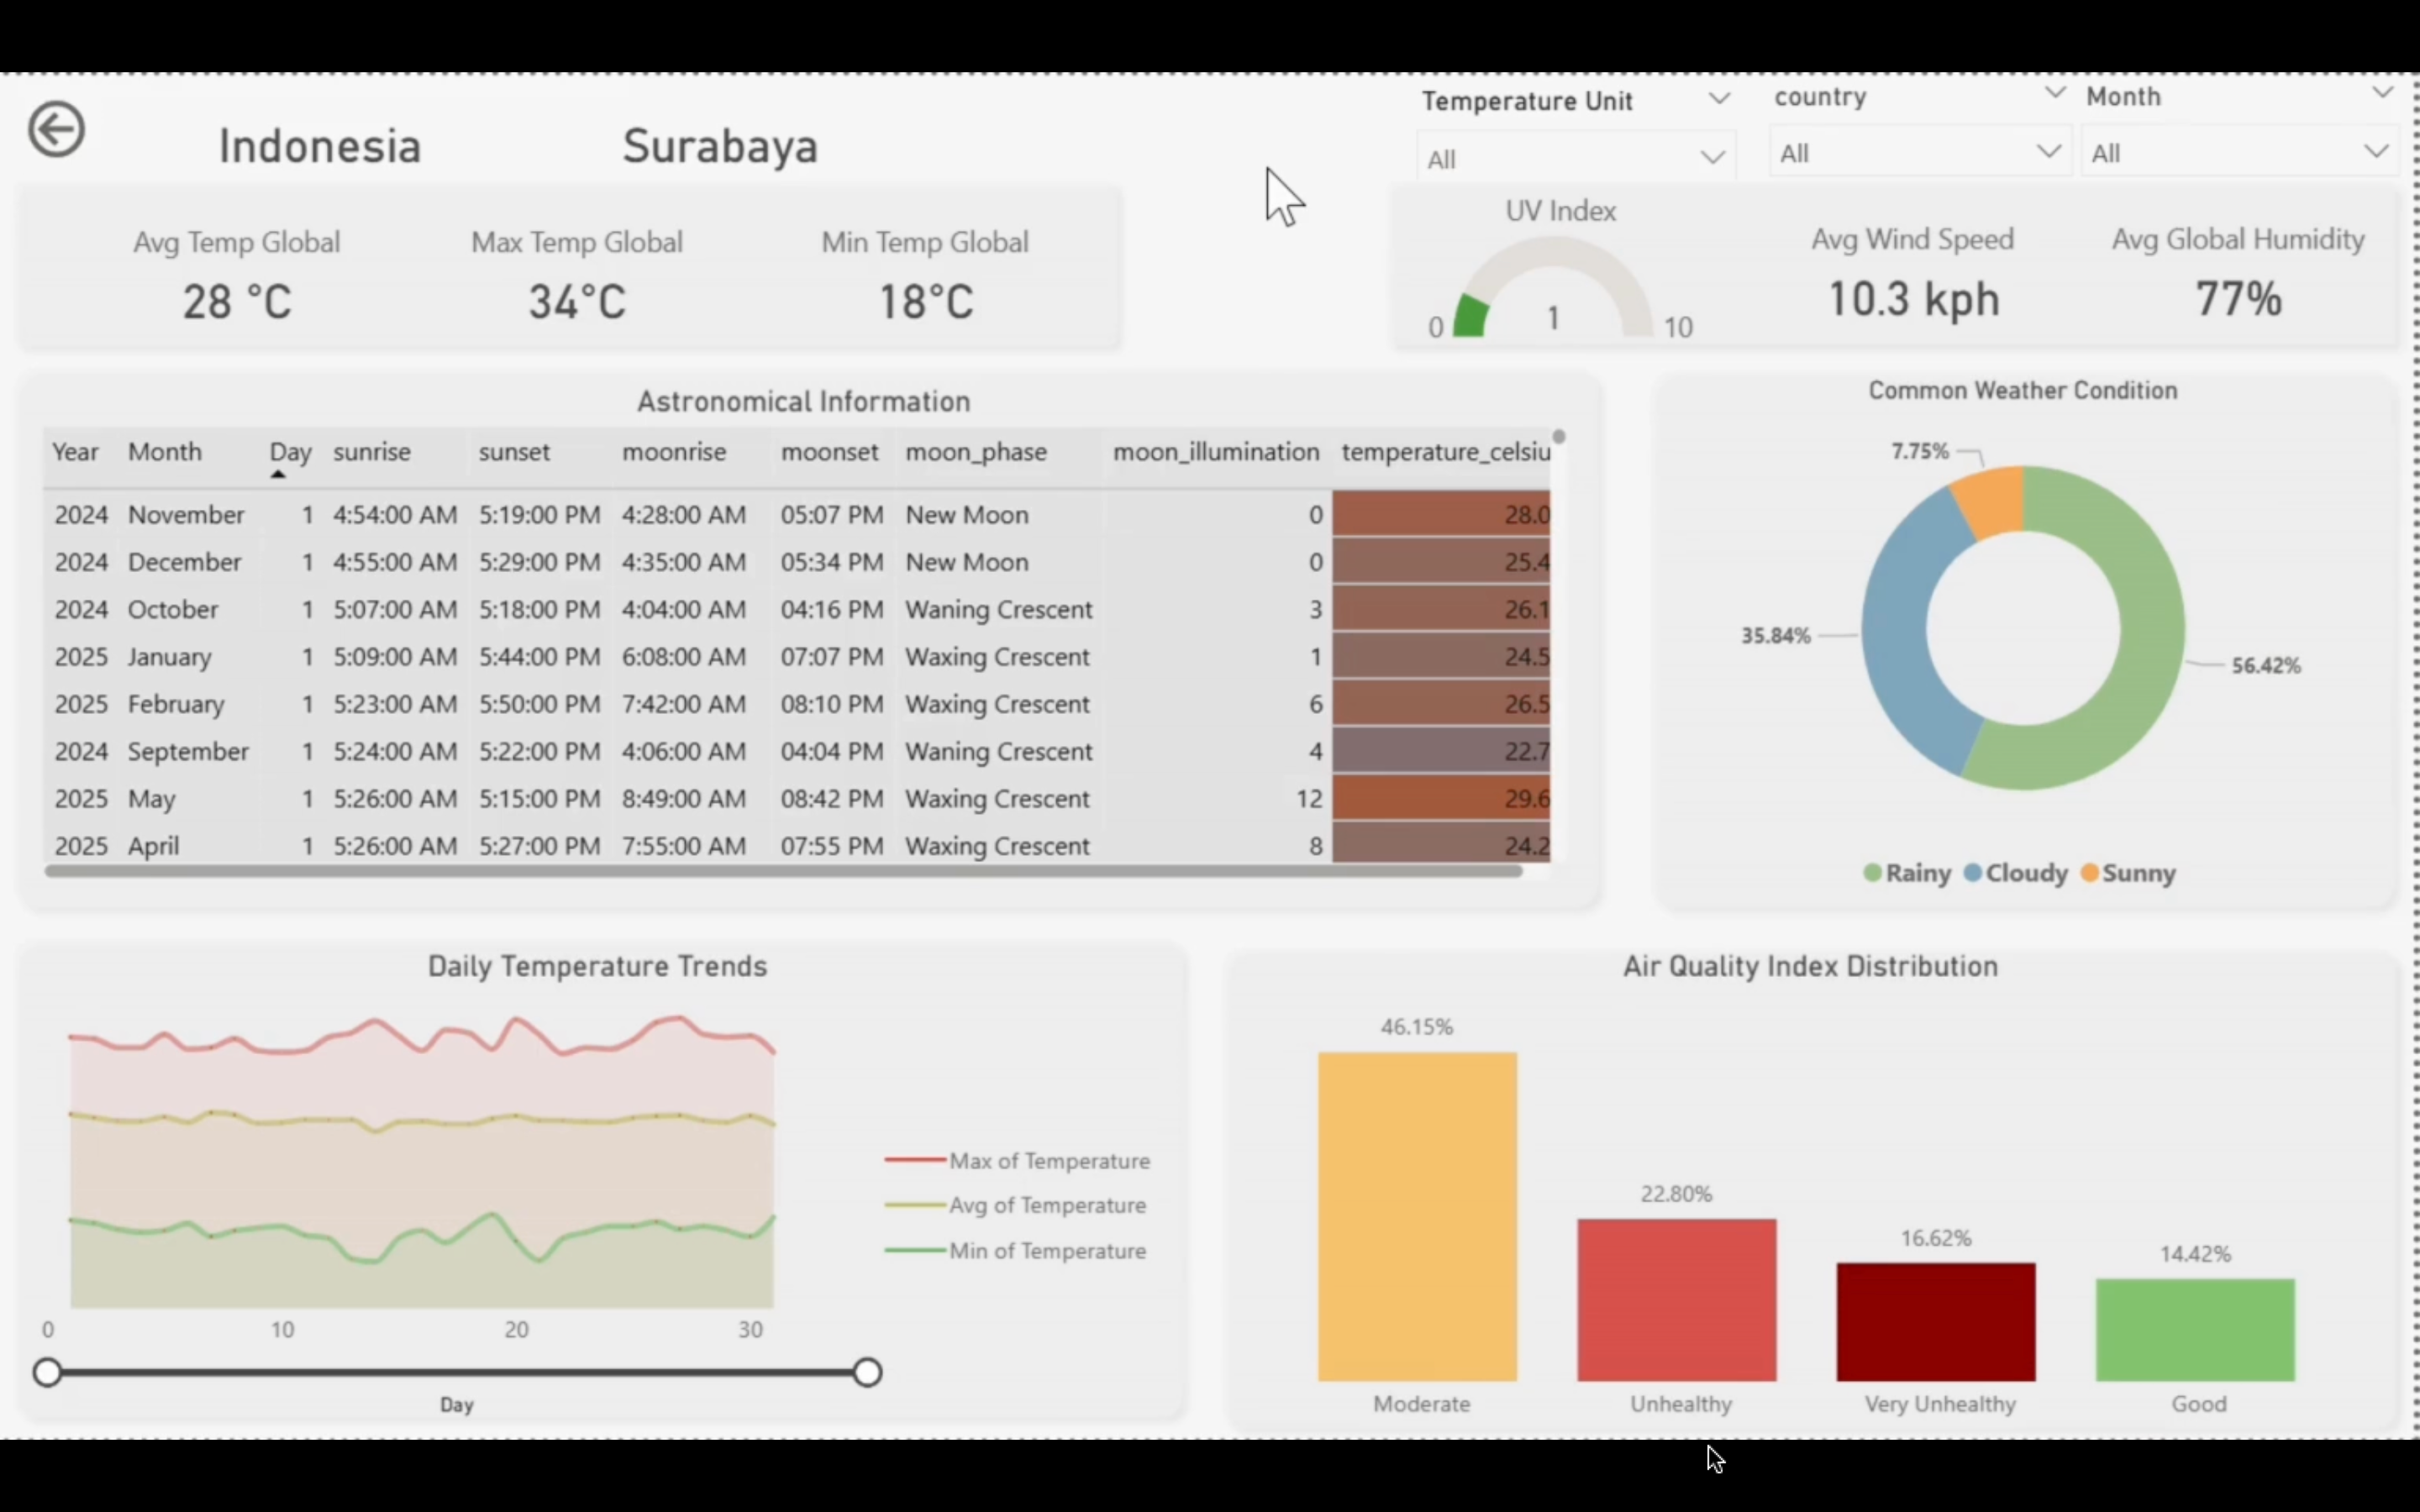 Indonesia Surabaya
Temperature Unit country Month
All All All
Avg Temp Global Max Temp Global Min Temp Global
28 °C 34°C 18°C
UV Index
0 1 10
Avg Wind Speed
10.3 kph
Avg Global Humidity
77%
Astronomical Information
Year Month Day sunrise sunset moonrise moonset moon_phase moon_illumination temperature_celsiu
2024 November 1 4:54:00 AM 5:19:00 PM 4:28:00 AM 05:07 PM New Moon 0 28.0
2024 December 1 4:55:00 AM 5:29:00 PM 4:35:00 AM 05:34 PM New Moon 0 25.4
2024 October 1 5:07:00 AM 5:18:00 PM 4:04:00 AM 04:16 PM Waning Crescent 3 26.1
2025 January 1 5:09:00 AM 5:44:00 PM 6:08:00 AM 07:07 PM Waxing Crescent 1 24.5
2025 February 1 5:23:00 AM 5:50:00 PM 7:42:00 AM 08:10 PM Waxing Crescent 6 26.5
2024 September 1 5:24:00 AM 5:22:00 PM 4:06:00 AM 04:04 PM Waning Crescent 4 22.7
2025 May 1 5:26:00 AM 5:15:00 PM 8:49:00 AM 08:42 PM Waxing Crescent 12 29.6
2025 April 1 5:26:00 AM 5:27:00 PM 7:55:00 AM 07:55 PM Waxing Crescent 8 24.2
Common Weather Condition
7.75%
35.84%
56.42%
Rainy Cloudy Sunny
Daily Temperature Trends
Max of Temperature
Avg of Temperature
Min of Temperature
0 10 20 30
Day
Air Quality Index Distribution
46.15%
22.80%
16.62%
14.42%
Moderate Unhealthy Very Unhealthy Good